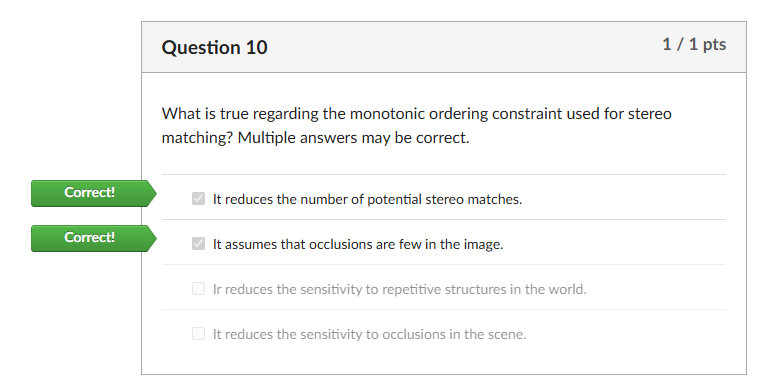 Question 10
1 / 1 pts
What is true regarding the monotonic ordering constraint used for stereo
matching? Multiple answers may be correct.
Correct!
It reduces the number of potential stereo matches.
Correct!
It assumes that occlusions are few in the image.
Ir reduces the sensitivity to repetitive structures in the world.
It reduces the sensitivity to occlusions in the scene.